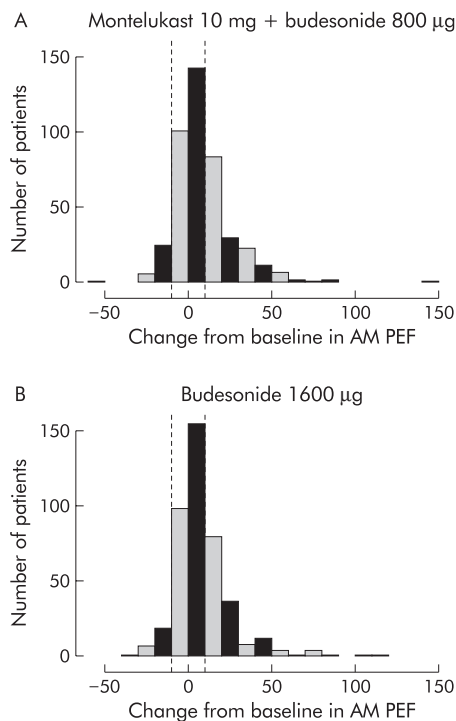 A Montelukast 10 mg + budesonide 800 μg
150
100
50
0
Number of patients
−50 0 50 100 150
Change from baseline in AM PEF
B Budesonide 1600 μg
150
100
50
0
Number of patients
−50 0 50 100 150
Change from baseline in AM PEF